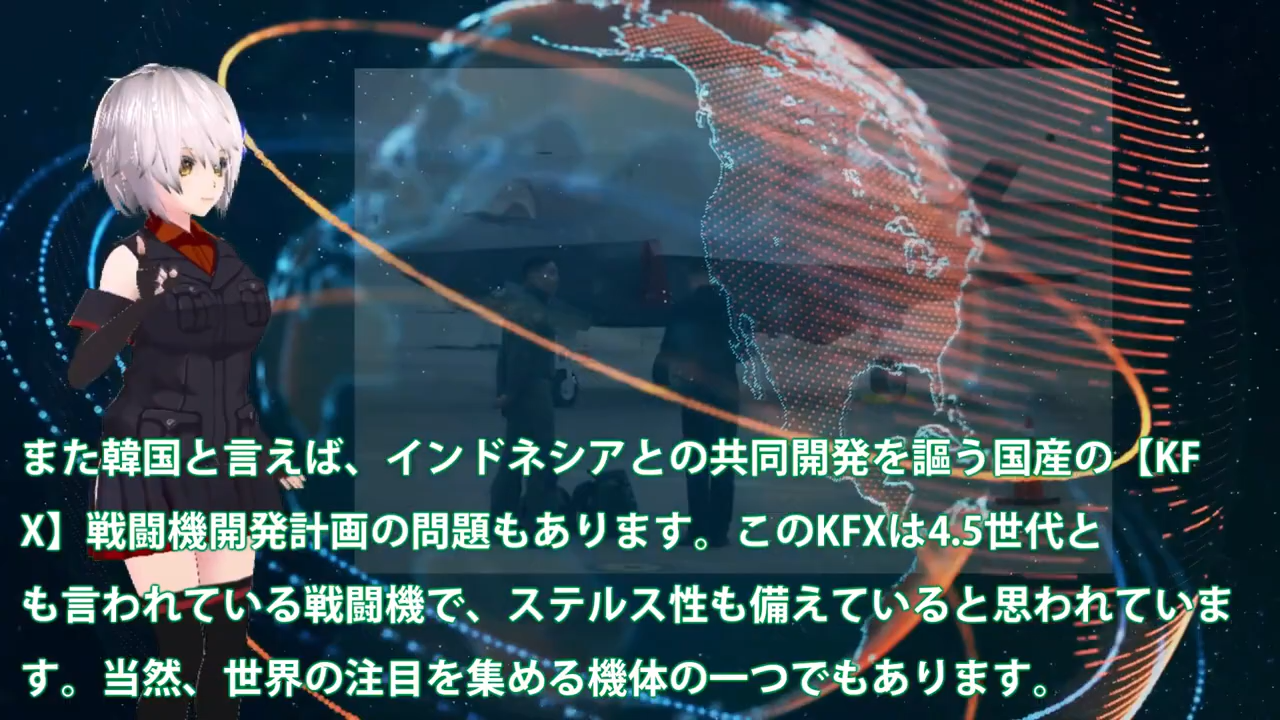 また韓国と言えば、インドネシアとの共同開発を謳う国産の【KF
X】戦闘機開発計画の問題もあります。このKFXは4.5世代と
も言われている戦闘機で、ステルス性も備えていると思われていま
す。当然、世界の注目を集める機体の一つでもあります。